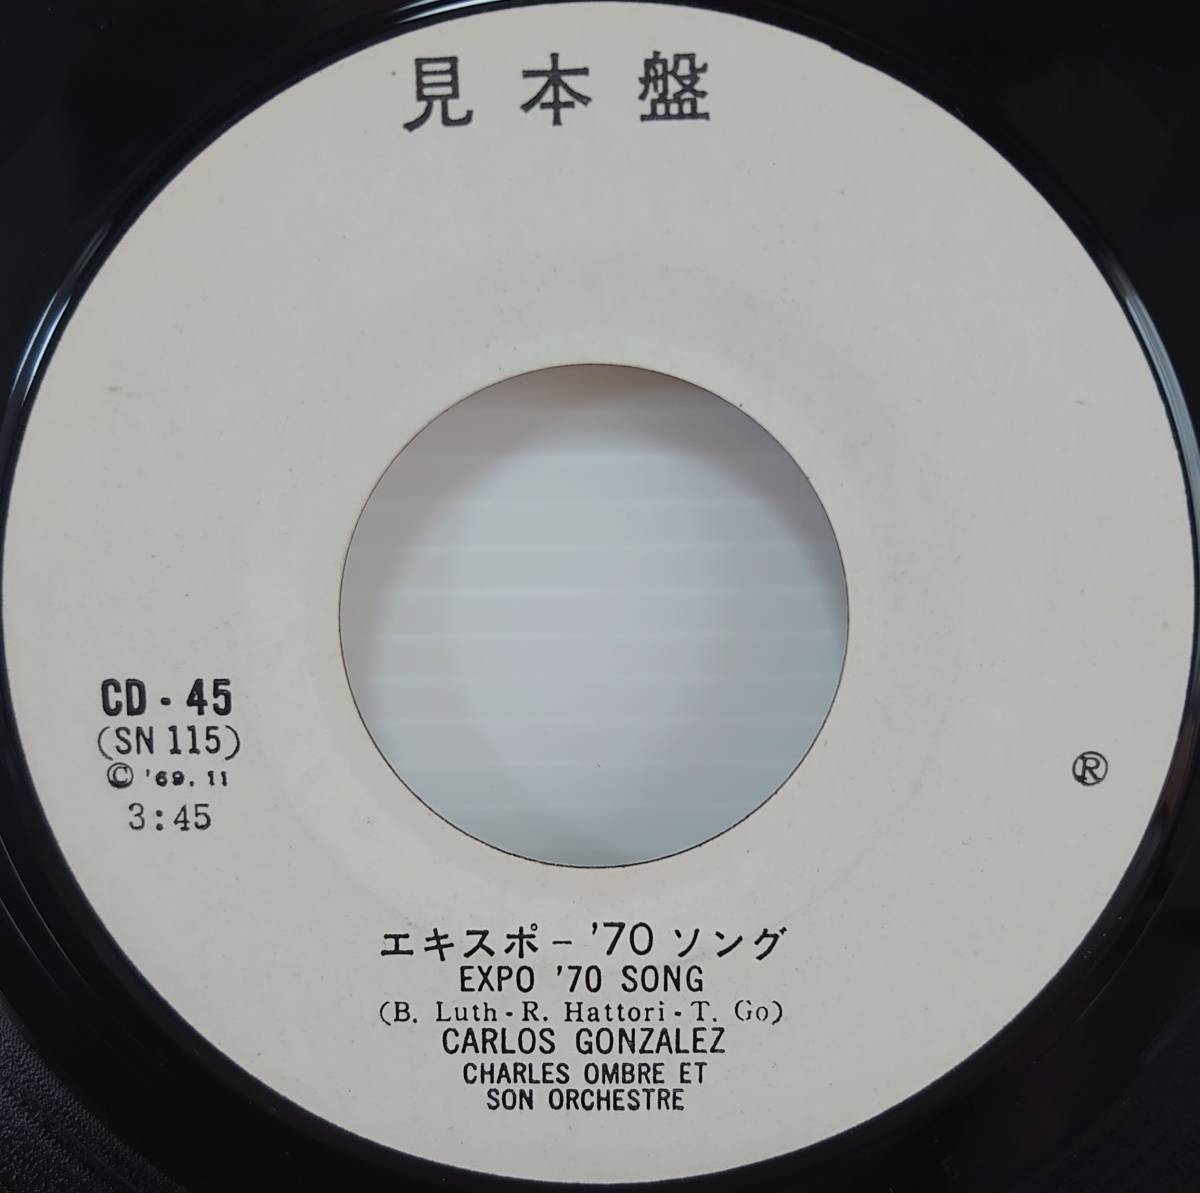 見本盤
CD - 45
(SN 115)
© '69. 11
3:45
®
エキスポ - '70 ソング
EXPO '70 SONG
(B. Luth - R. Hattori - T. Go)
CARLOS GONZALEZ
CHARLES OMBRE ET
SON ORCHESTRE